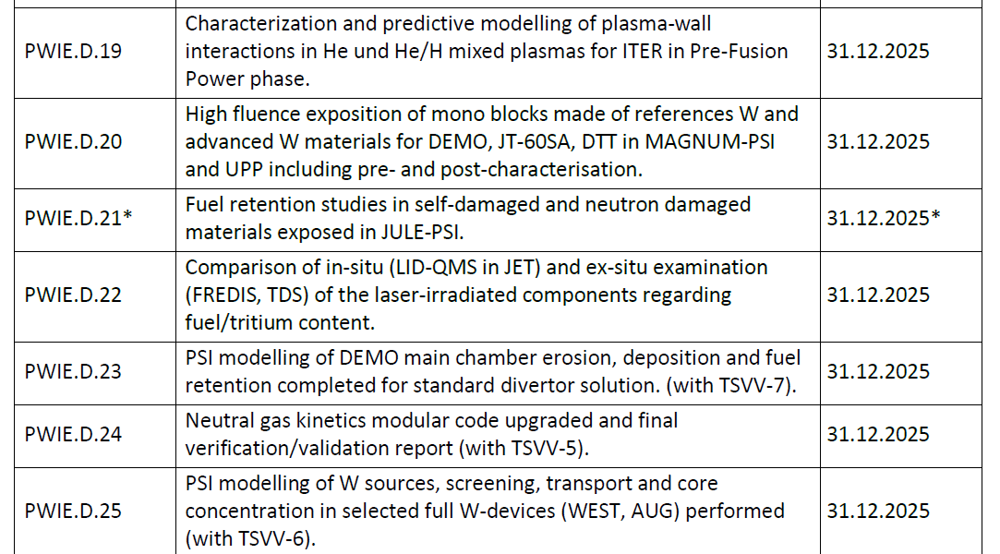 PWIE.D.19
Characterization and predictive modelling of plasma-wall
interactions in He und He/H mixed plasmas for ITER in Pre-Fusion
Power phase.
31.12.2025
PWIE.D.20
High fluence exposition of mono blocks made of references W and
advanced W materials for DEMO, JT-60SA, DTT in MAGNUM-PSI
and UPP including pre- and post-characterisation.
31.12.2025
PWIE.D.21*
Fuel retention studies in self-damaged and neutron damaged
materials exposed in JULE-PSI.
31.12.2025*
PWIE.D.22
Comparison of in-situ (LID-QMS in JET) and ex-situ examination
(FREDIS, TDS) of the laser-irradiated components regarding
fuel/tritium content.
31.12.2025
PWIE.D.23
PSI modelling of DEMO main chamber erosion, deposition and fuel
retention completed for standard divertor solution. (with TSVV-7).
31.12.2025
PWIE.D.24
Neutral gas kinetics modular code upgraded and final
verification/validation report (with TSVV-5).
31.12.2025
PWIE.D.25
PSI modelling of W sources, screening, transport and core
concentration in selected full W-devices (WEST, AUG) performed
(with TSVV-6).
31.12.2025